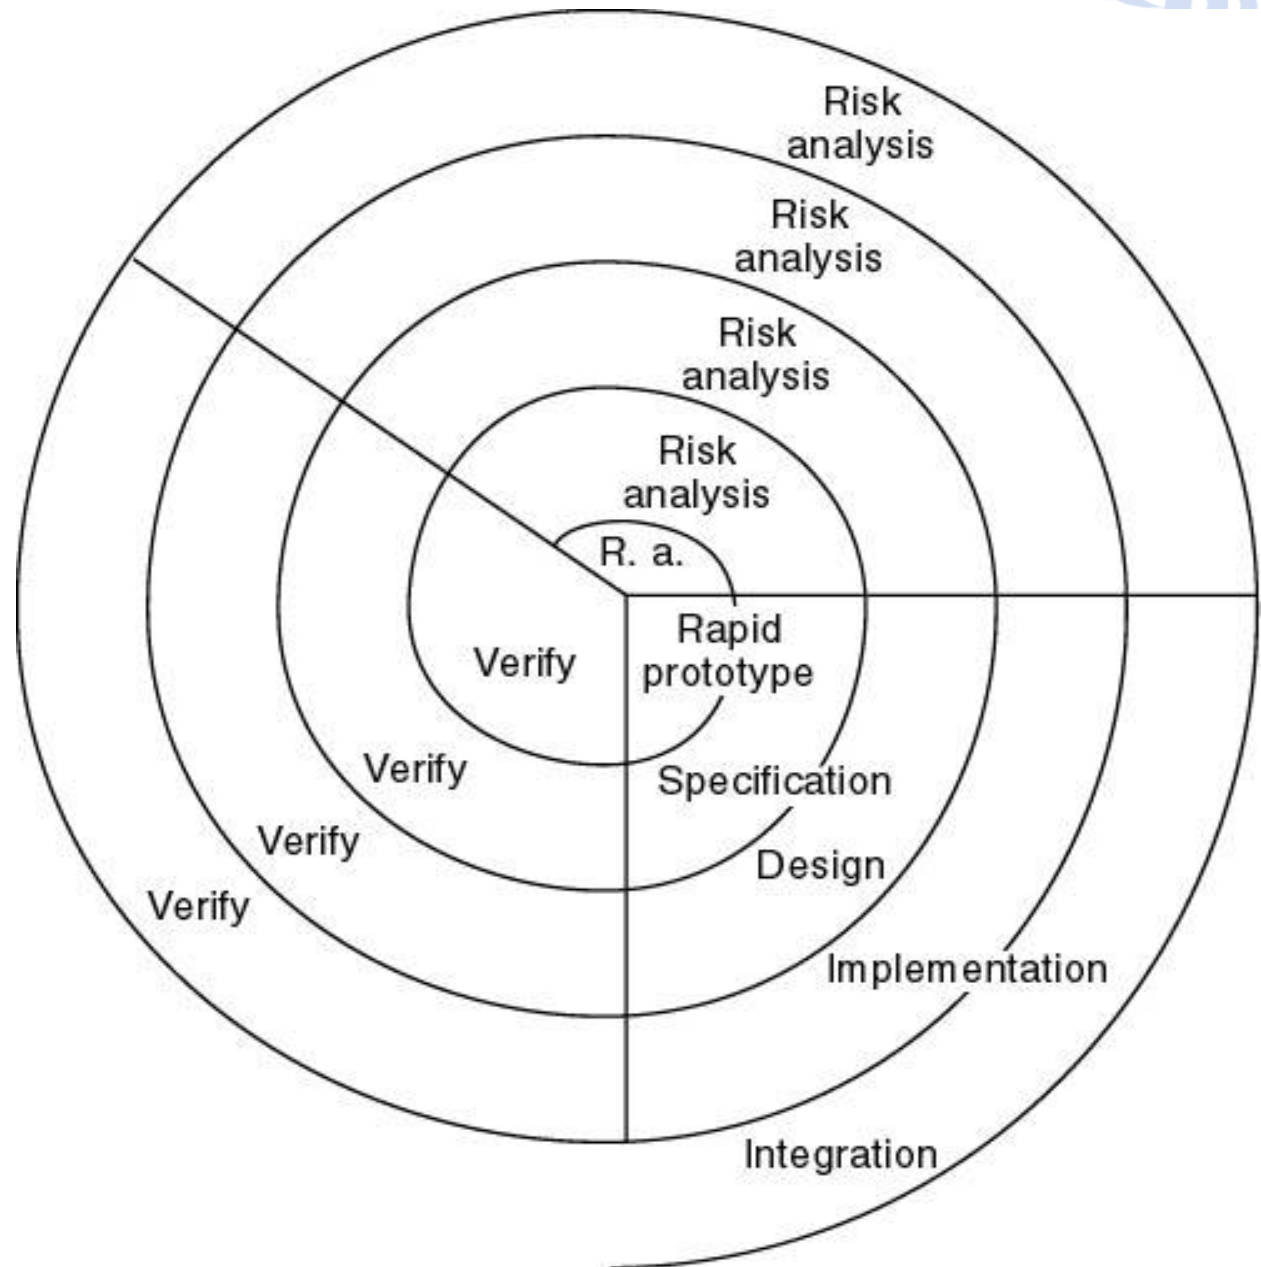 Risk
analysis
Risk
analysis
Risk
analysis
Risk
analysis
R. a.
Rapid
prototype
Verify
Verify
Specification
Verify
Design
Verify
Implementation
Integration